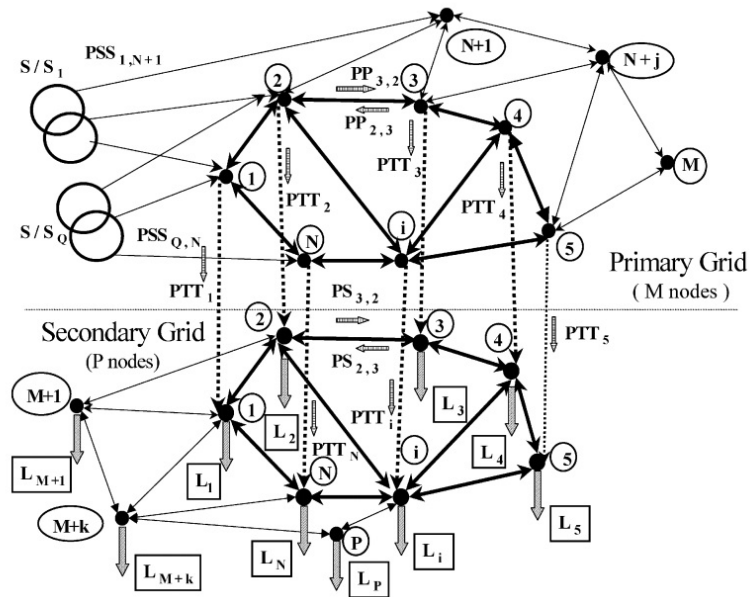 PSS 1,N+1
S / S 1
N+1
N + j
2
PP 3,2
3
PP 2,3
4
PTT 3
PTT 2
PTT 4
M
1
S/S Q
PSS Q, N
N
i
5
PTT 1
Primary Grid
( M nodes )
PS 3,2
Secondary Grid
(P nodes)
2
3
4
PTT 5
PS 2,3
M+1
1
L 2
PTT i
L 3
PTT N
L 4
i
L M+1
L 1
N
5
M+k
P
L 5
L M+k
L N
L P
L i